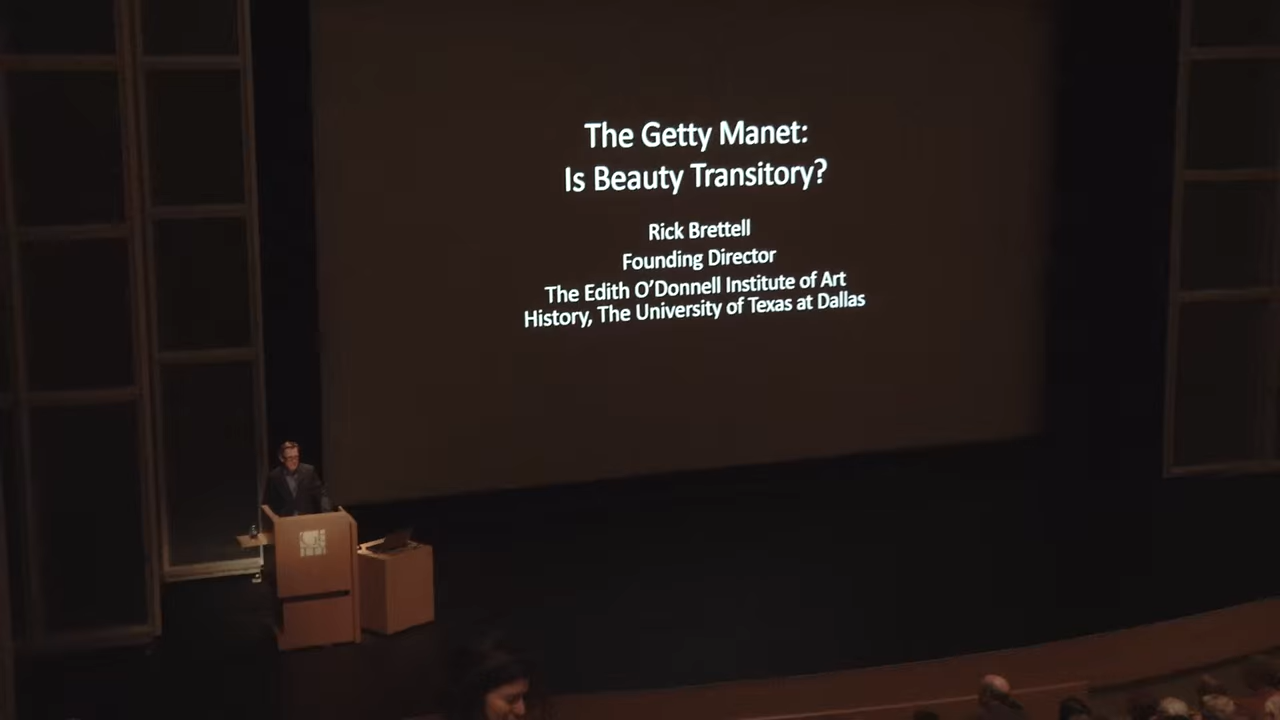 The Getty Manet:
Is Beauty Transitory?
Rick Brettell
Founding Director
The Edith O'Donnell Institute of Art
History, The University of Texas at Dallas